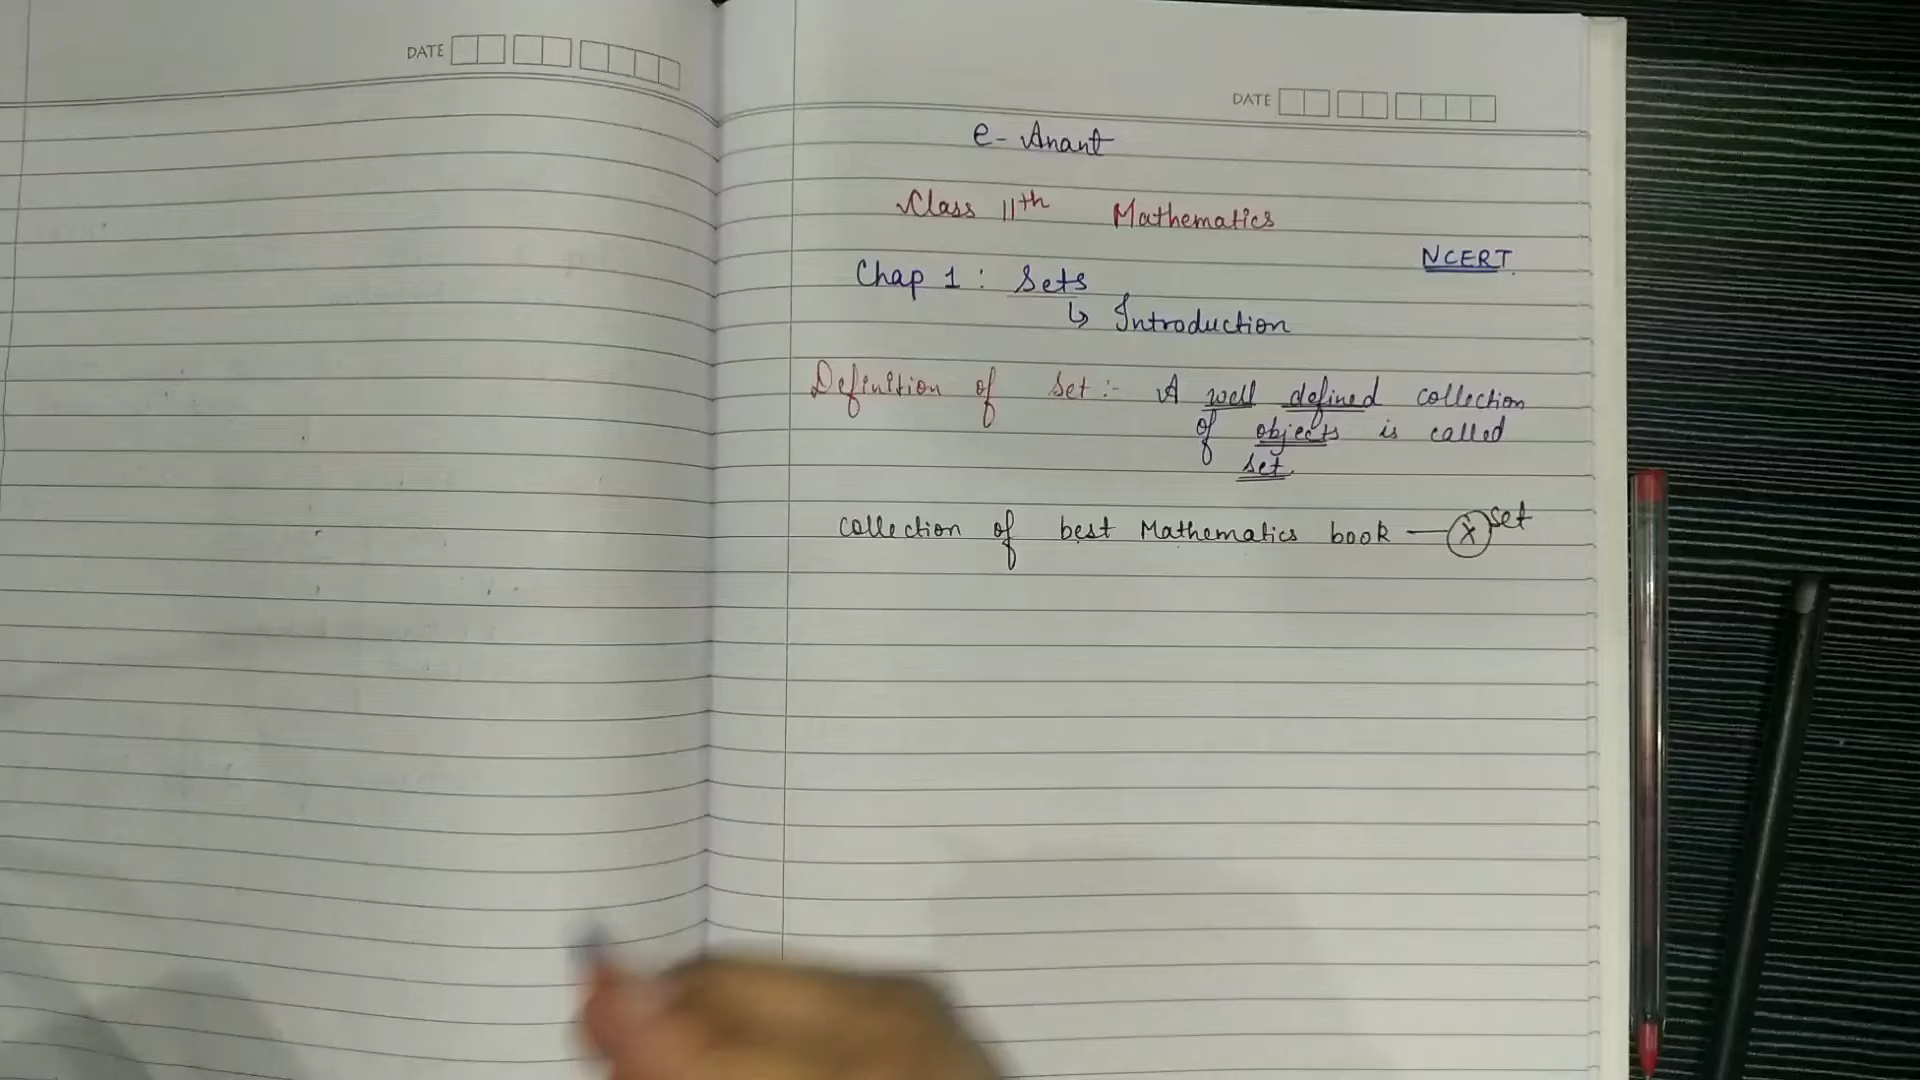 DATE
DATE
e- Anant
Class 11th Mathematics
NCERT.
Chap 1 : Sets
↳ Introduction
Definition of Set :- A well defined collection
of objects is called
set.
collection of best Mathematics book — X set